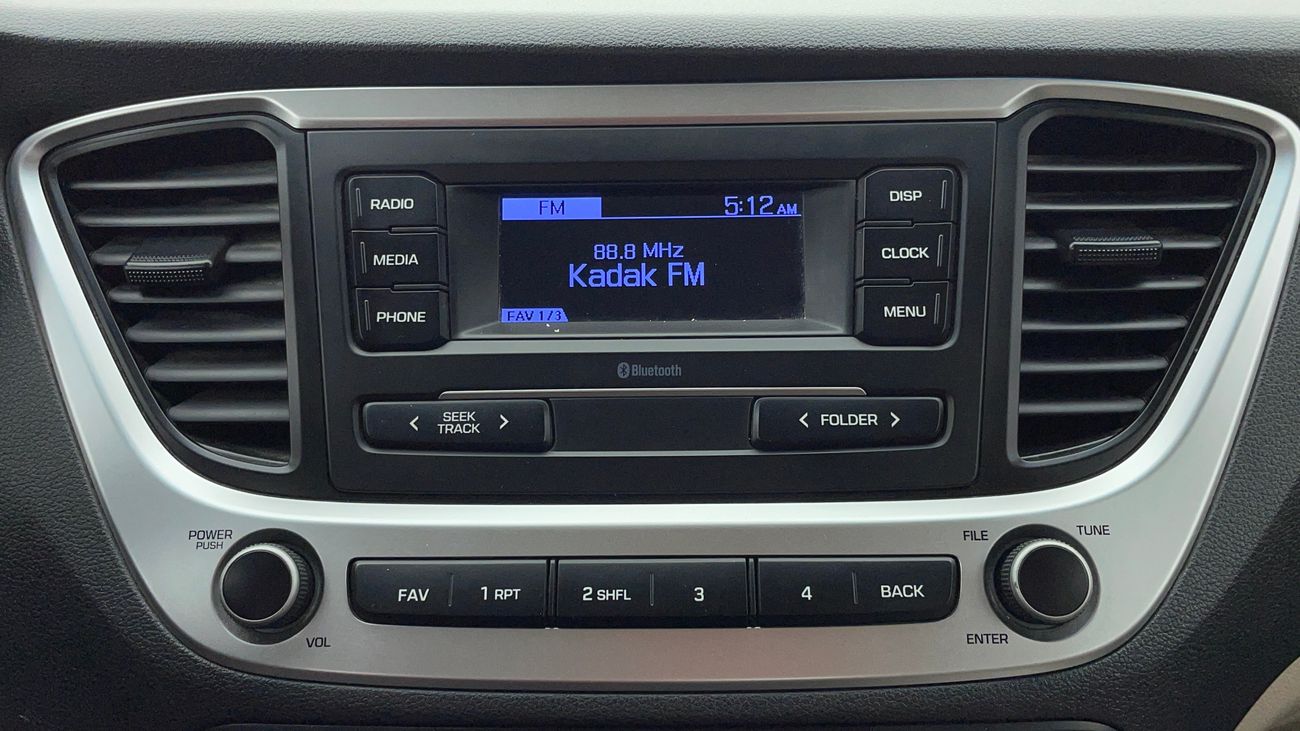 RADIO
MEDIA
PHONE
FM 5:12 AM
88.8 MHz
Kadak FM
FAV 1/3
DISP
CLOCK
MENU
Bluetooth
< SEEK TRACK >
< FOLDER >
POWER
PUSH
VOL
FAV
1 RPT
2 SHFL
3
4
BACK
FILE
TUNE
ENTER